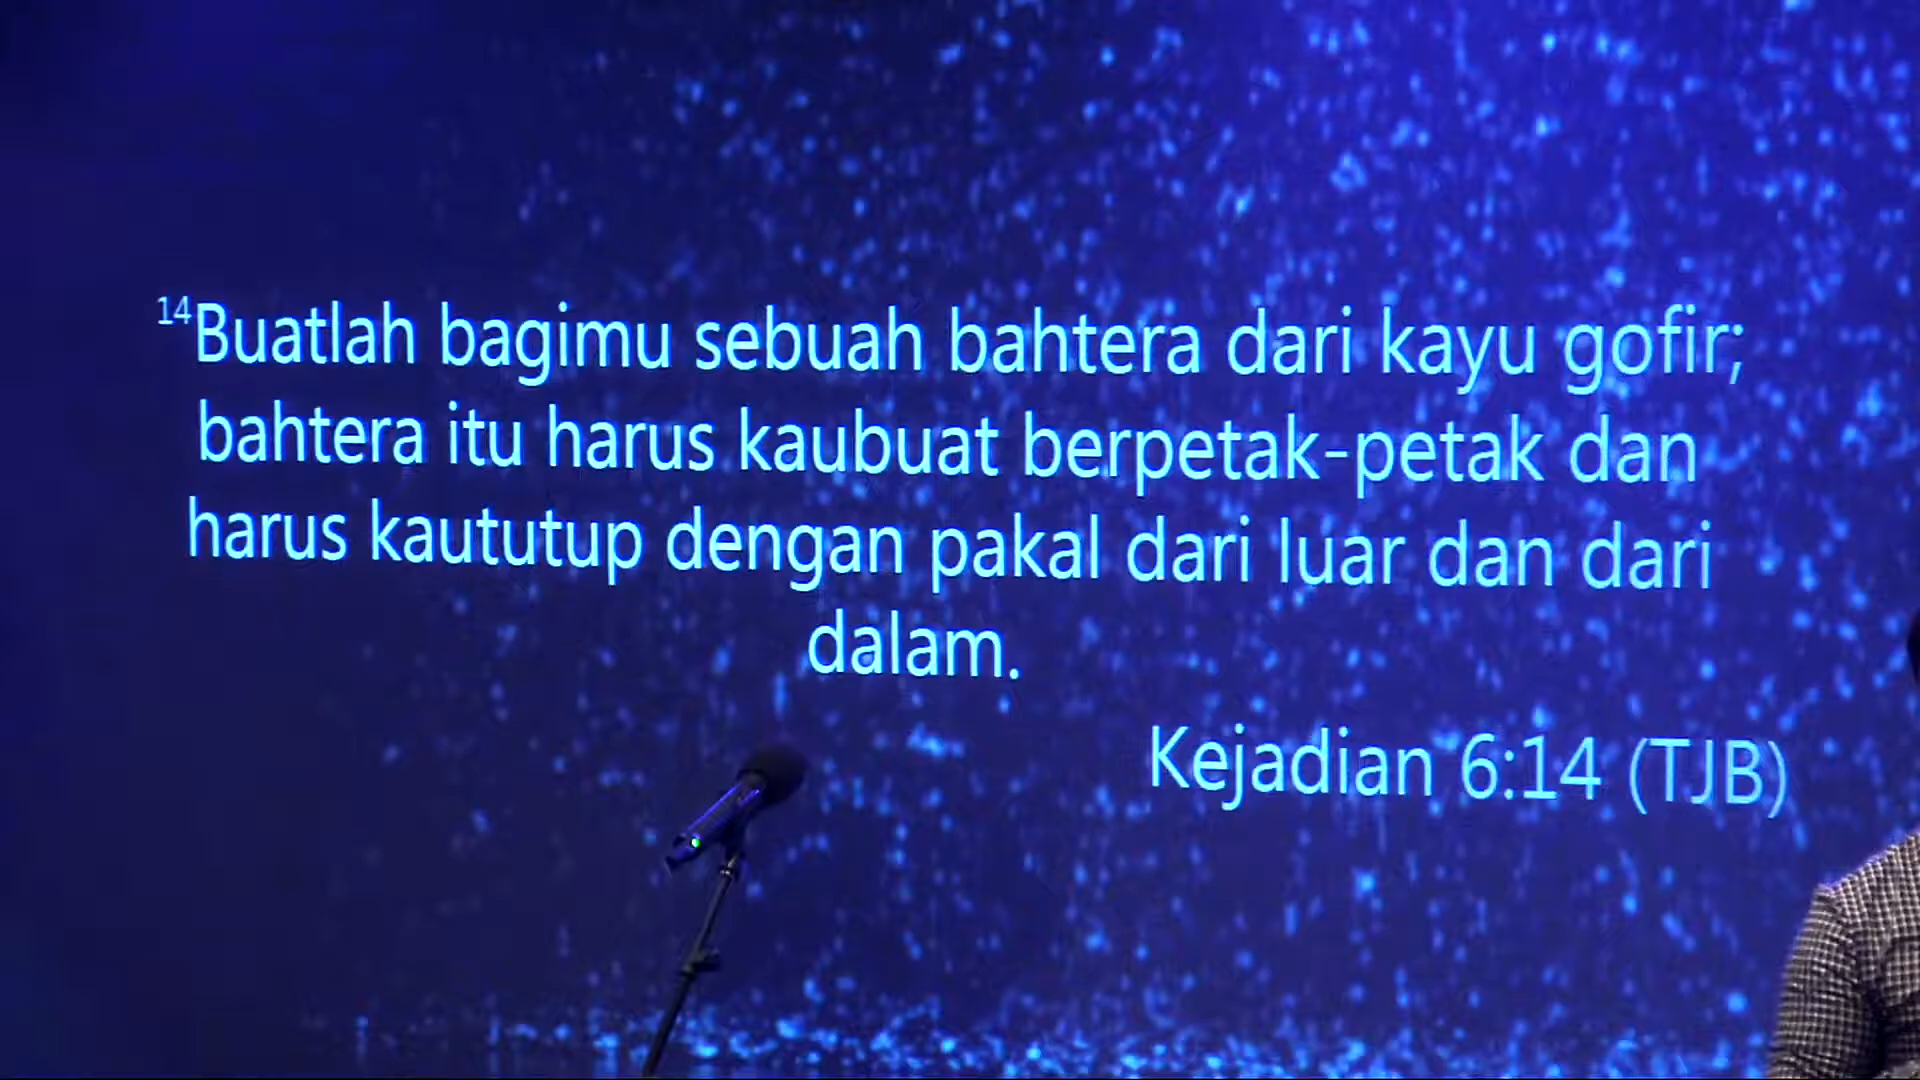 ¹⁴Buatlah bagimu sebuah bahtera dari kayu gofir;
bahtera itu harus kaubuat berpetak-petak dan
harus kaututup dengan pakal dari luar dan dari
dalam.
Kejadian 6:14 (TJB)